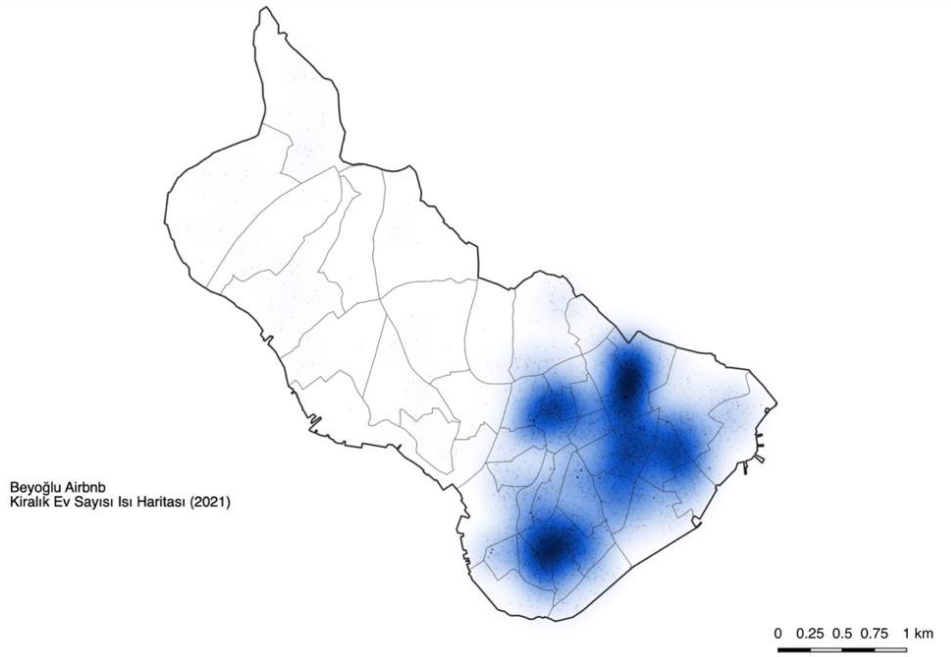 Beyoğlu Airbnb
Kiralık Ev Sayısı Isı Haritası (2021)
0 0.25 0.5 0.75 1 km